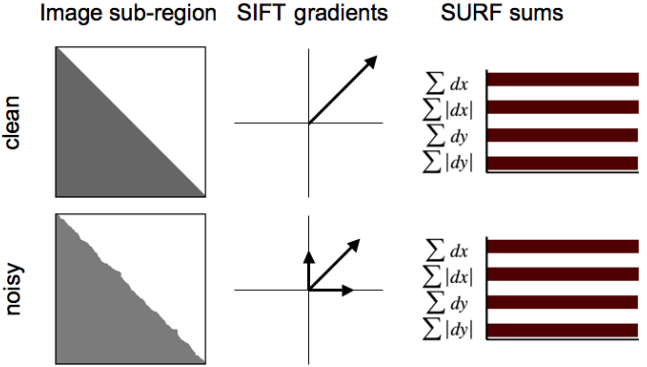 Image sub-region SIFT gradients SURF sums
clean
∑ dx
∑ |dx|
∑ dy
∑ |dy|
noisy
∑ dx
∑ |dx|
∑ dy
∑ |dy|